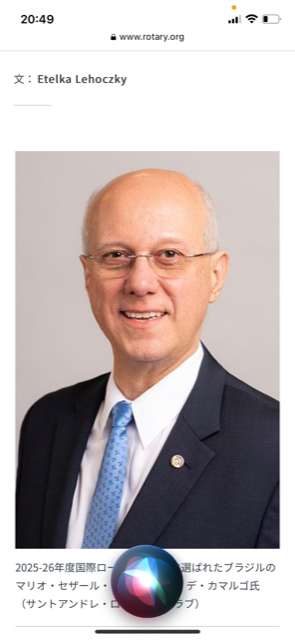 20:49
www.rotary.org
文： Etelka Lehoczky
2025-26年度国際ロー 選ばれたブラジルの
マリオ・セザール・ デ・カマルゴ氏
（サントアンドレ・ロ ラブ）